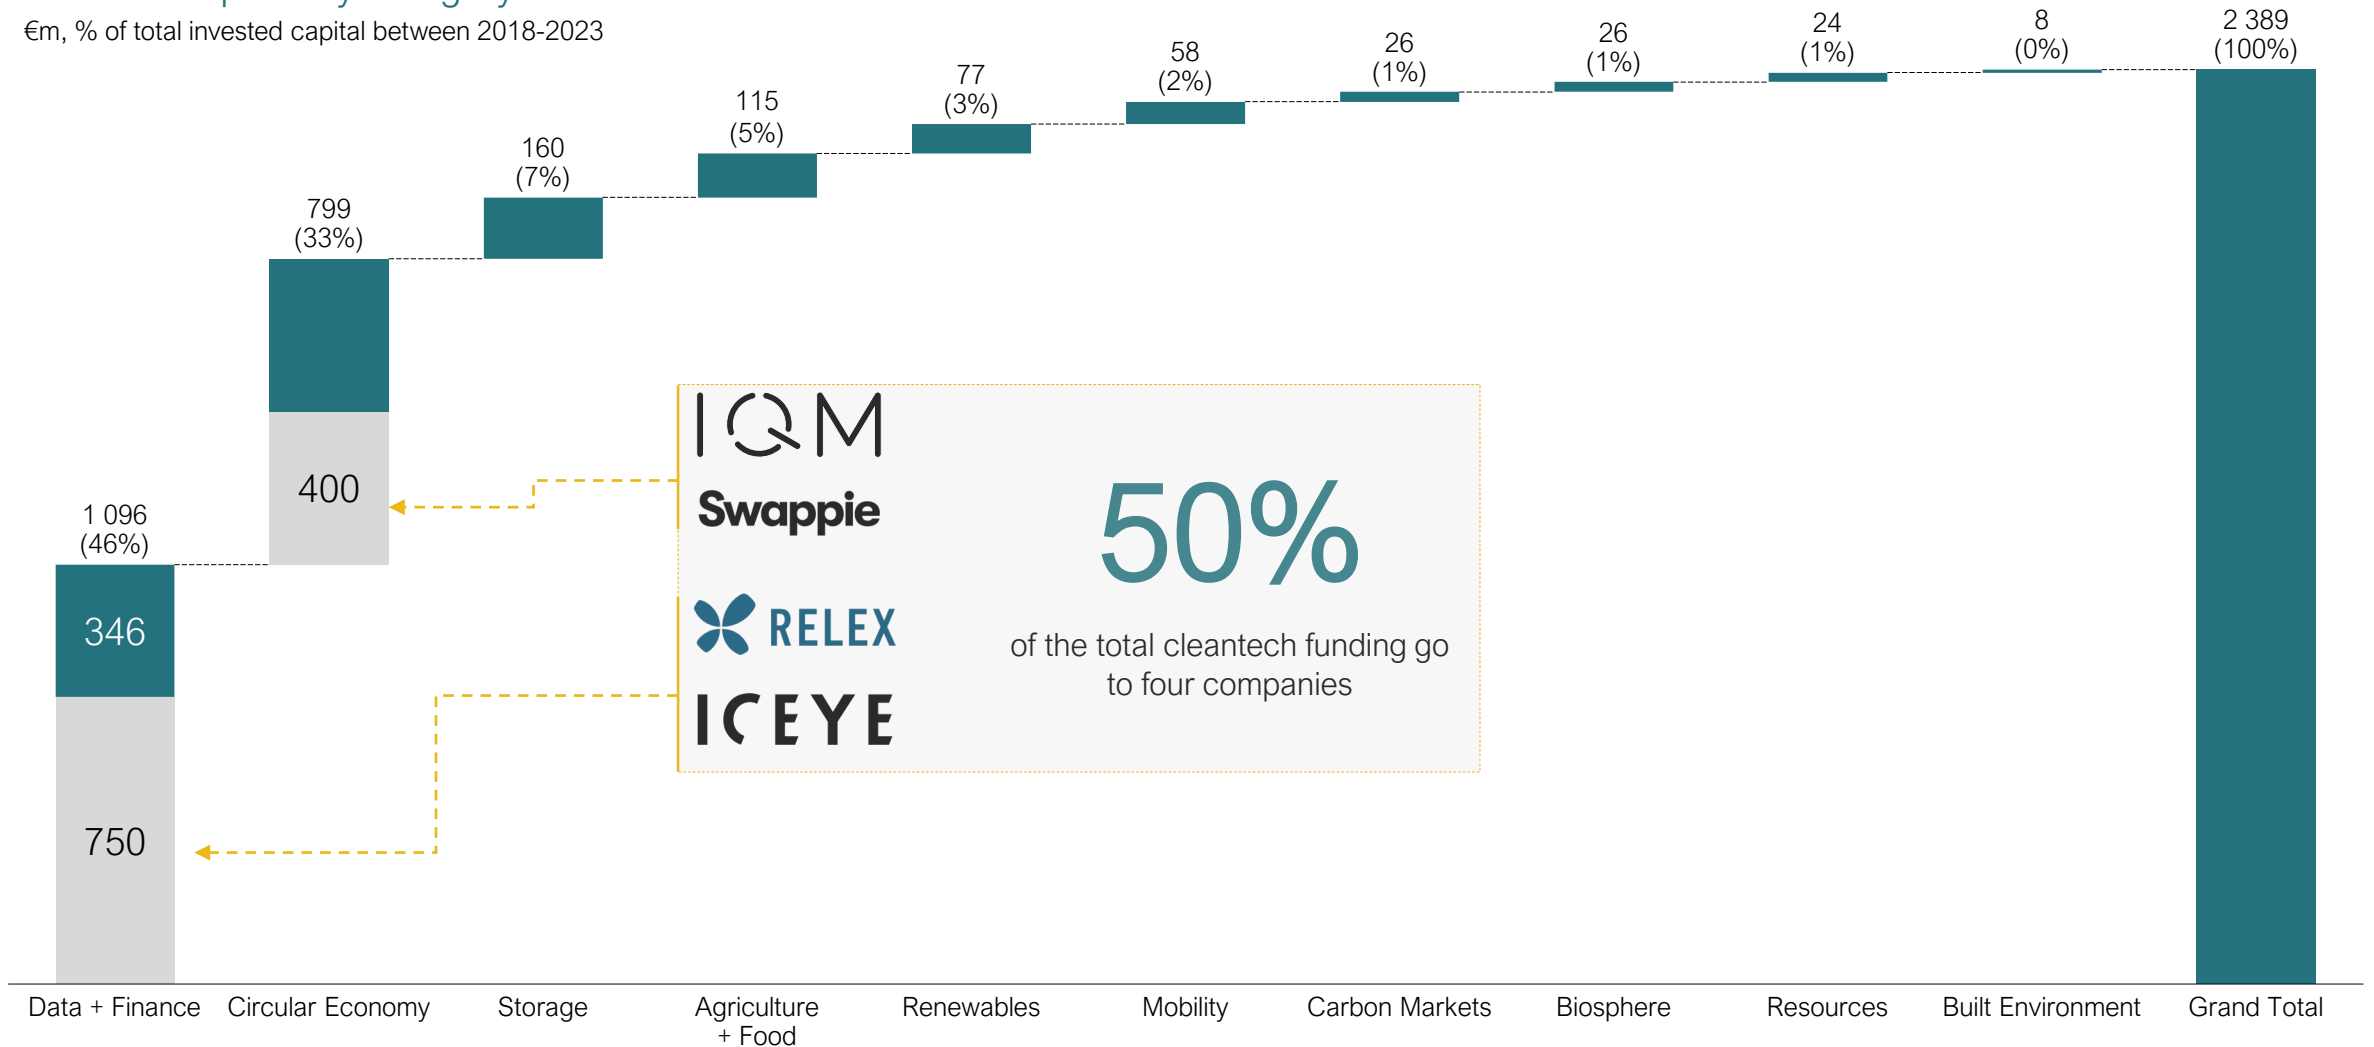 €m, % of total invested capital between 2018-2023
1 096
(46%)
346
750
799
(33%)
400
160
(7%)
115
(5%)
77
(3%)
58
(2%)
26
(1%)
26
(1%)
24
(1%)
8
(0%)
2 389
(100%)
IQM
Swappie
RELEX
ICEYE
50%
of the total cleantech funding go
to four companies
Data + Finance
Circular Economy
Storage
Agriculture
+ Food
Renewables
Mobility
Carbon Markets
Biosphere
Resources
Built Environment
Grand Total